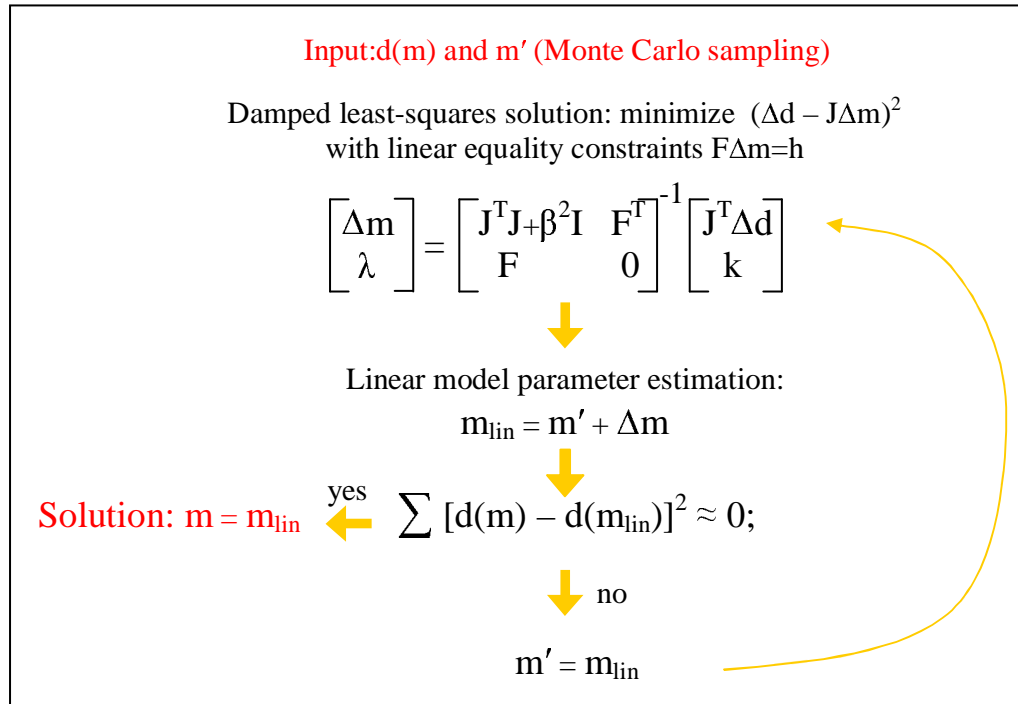 Input:d(m) and m′ (Monte Carlo sampling)
Damped least-squares solution: minimize (Δd – JΔm)²
with linear equality constraints FΔm=h
[Δm λ] = [JᵀJ+β²I Fᵀ F 0]⁻¹ [JᵀΔd k]
Linear model parameter estimation:
m_lin = m′ + Δm
Solution: m = m_lin yes ∑ [d(m) – d(m_lin)]² ≈ 0;
no
m′ = m_lin